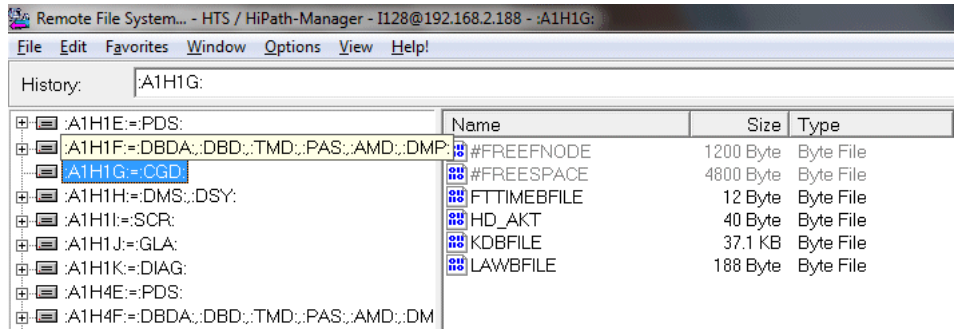 Remote File System... - HTS / HiPath-Manager - I128@192.168.2.188 - :A1H1G:
File Edit Favorites Window Options View Help!
History: :A1H1G:
:A1H1E:=:PDS:
:A1H1F:=:DBDA:,:DBD:,:TMD:,:PAS:,:AMD:,:DMP:
:A1H1G:=:CGD:
:A1H1H:=:DMS:,:DSY:
:A1H1I:=:SCR:
:A1H1J:=:GLA:
:A1H1K:=:DIAG:
:A1H4E:=:PDS:
:A1H4F:=:DBDA:,:DBD:,:TMD:,:PAS:,:AMD:,:DM
Name Size Type
#FREEFNODE 1200 Byte Byte File
#FREESPACE 4800 Byte Byte File
FTTIMEBFILE 12 Byte Byte File
HD_AKT 40 Byte Byte File
KDBFILE 37.1 KB Byte File
LAWBFILE 188 Byte Byte File